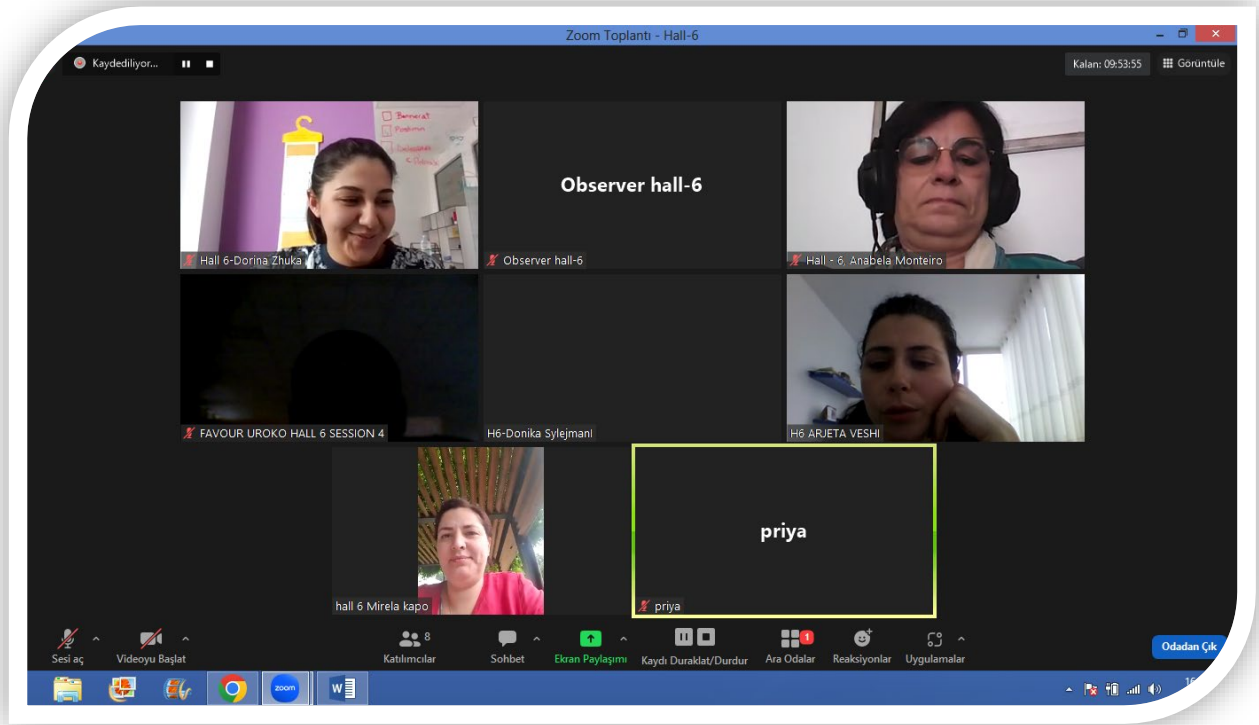 Zoom Toplantı - Hall-6
Kaydediliyor...
Kalan: 09:53:55
Görüntüle
Hall 6-Dorina Zhuka
Observer hall-6
Observer hall-6
Hall - 6, Anabela Monteiro
FAVOUR UROKO HALL 6 SESSION 4
H6-Donika Sylejmani
H6 ARJETA VESHI
hall 6 Mirela kapo
priya
priya
Sesi aç
Videoyu Başlat
8
Katılımcılar
Sohbet
Ekran Paylaşımı
Kaydı Duraklat/Durdur
1
Ara Odalar
Reaksiyonlar
Uygulamalar
Odadan Çık
zoom
W